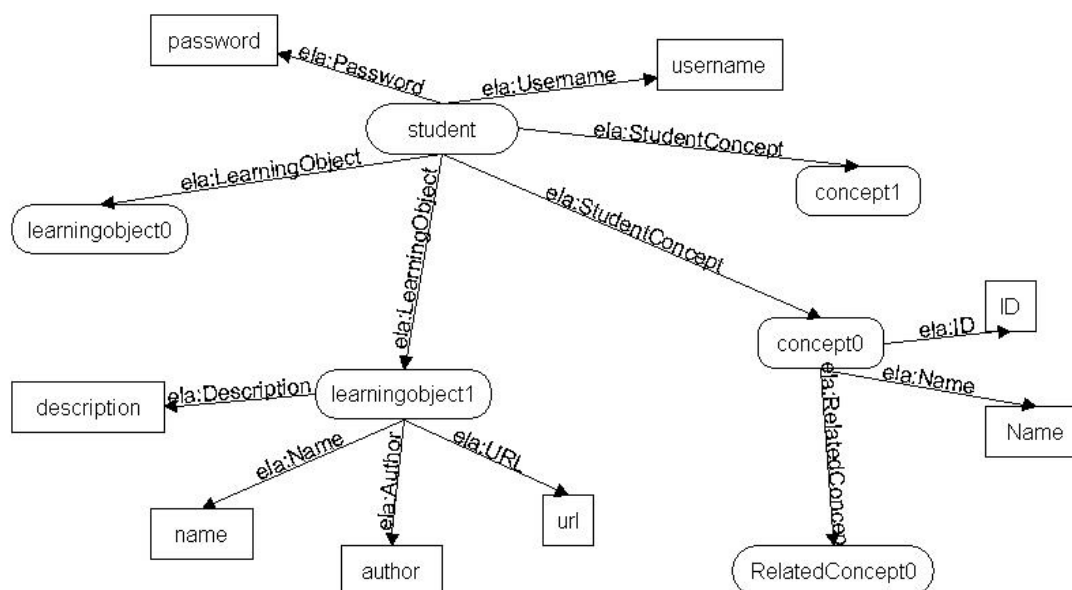 password
ela:Password
ela:Username
username
student
ela:StudentConcept
concept1
ela:LearningObject
learningobject0
ela:LearningObject
ela:StudentConcept
ID
ela:ID
concept0
ela:Name
Name
ela:RelatedConcep
RelatedConcept0
description
ela:Description
learningobject1
ela:Name
ela:Author
ela:URL
name
author
url